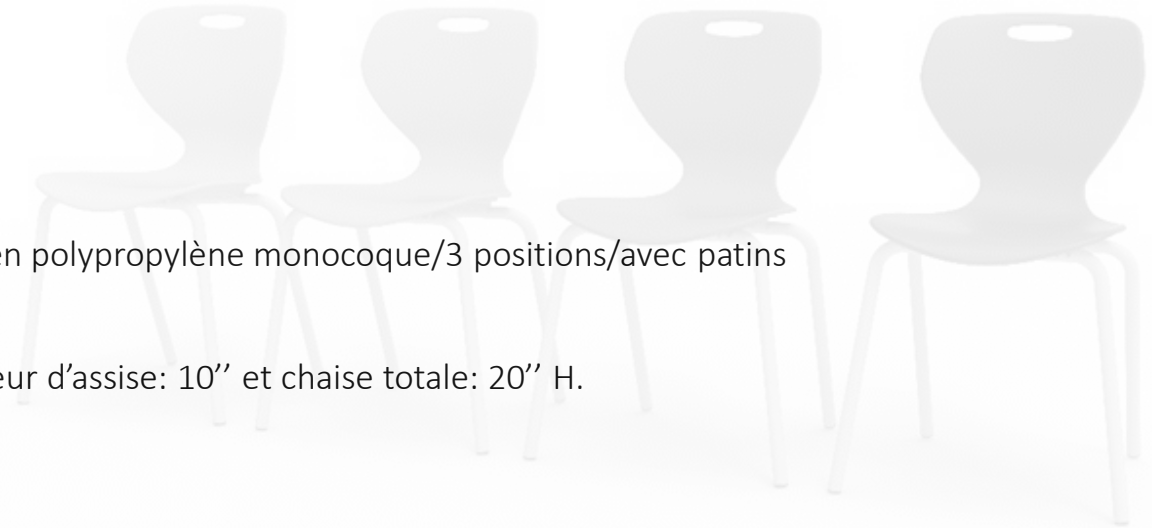 en polypropylène monocoque/3 positions/avec patins
eur d’assise: 10’’ et chaise totale: 20’’ H.